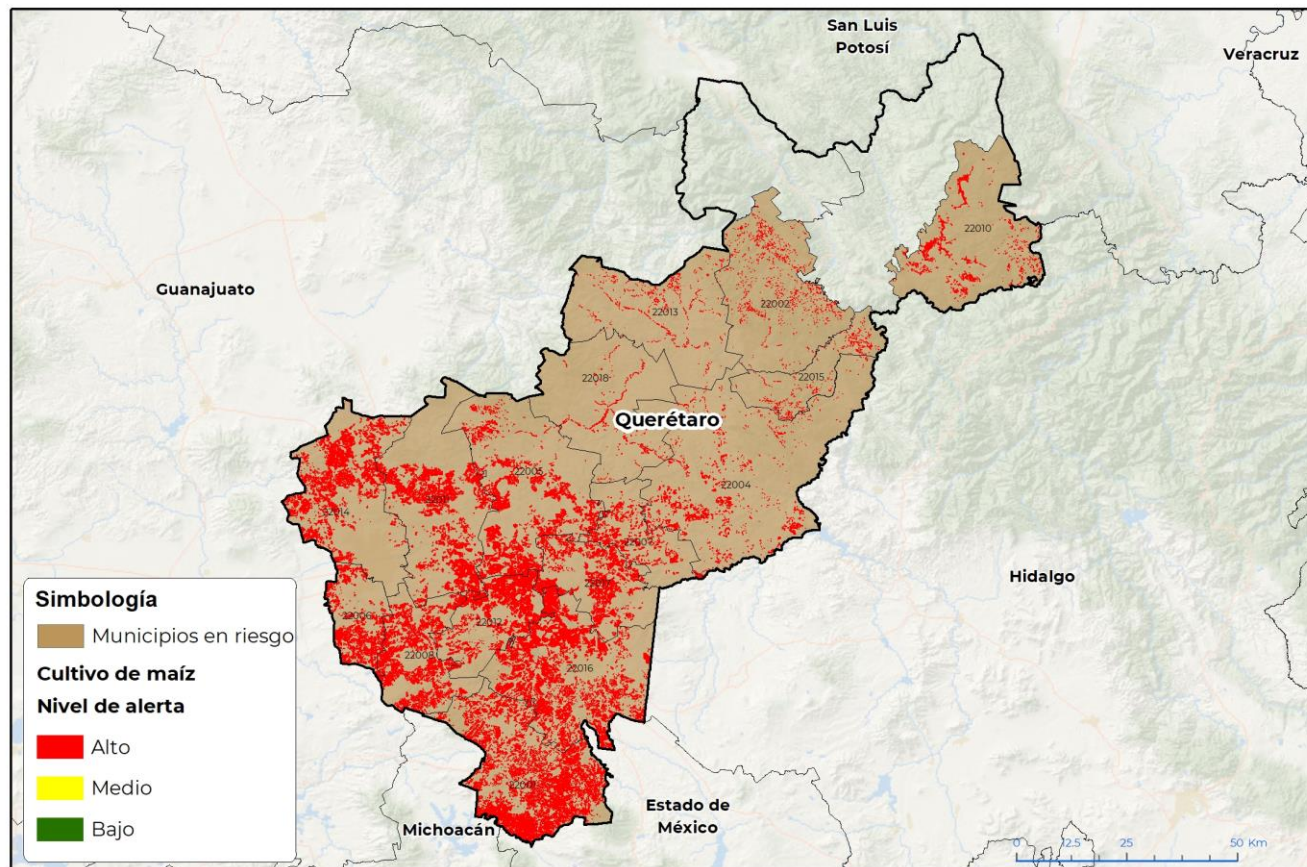 San Luis
Potosí
Veracruz
22010
Guanajuato
22013
22002
22018
22015
Querétaro
22005
22004
22014
Hidalgo
22006
22012
22008
22016
Simbología
Municipios en riesgo
Cultivo de maíz
Nivel de alerta
Alto
Medio
Bajo
Michoacán
Estado de
México
0 12.5 25 50 Km